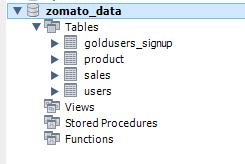 zomato_data
Tables
goldusers_signup
product
sales
users
Views
Stored Procedures
Functions